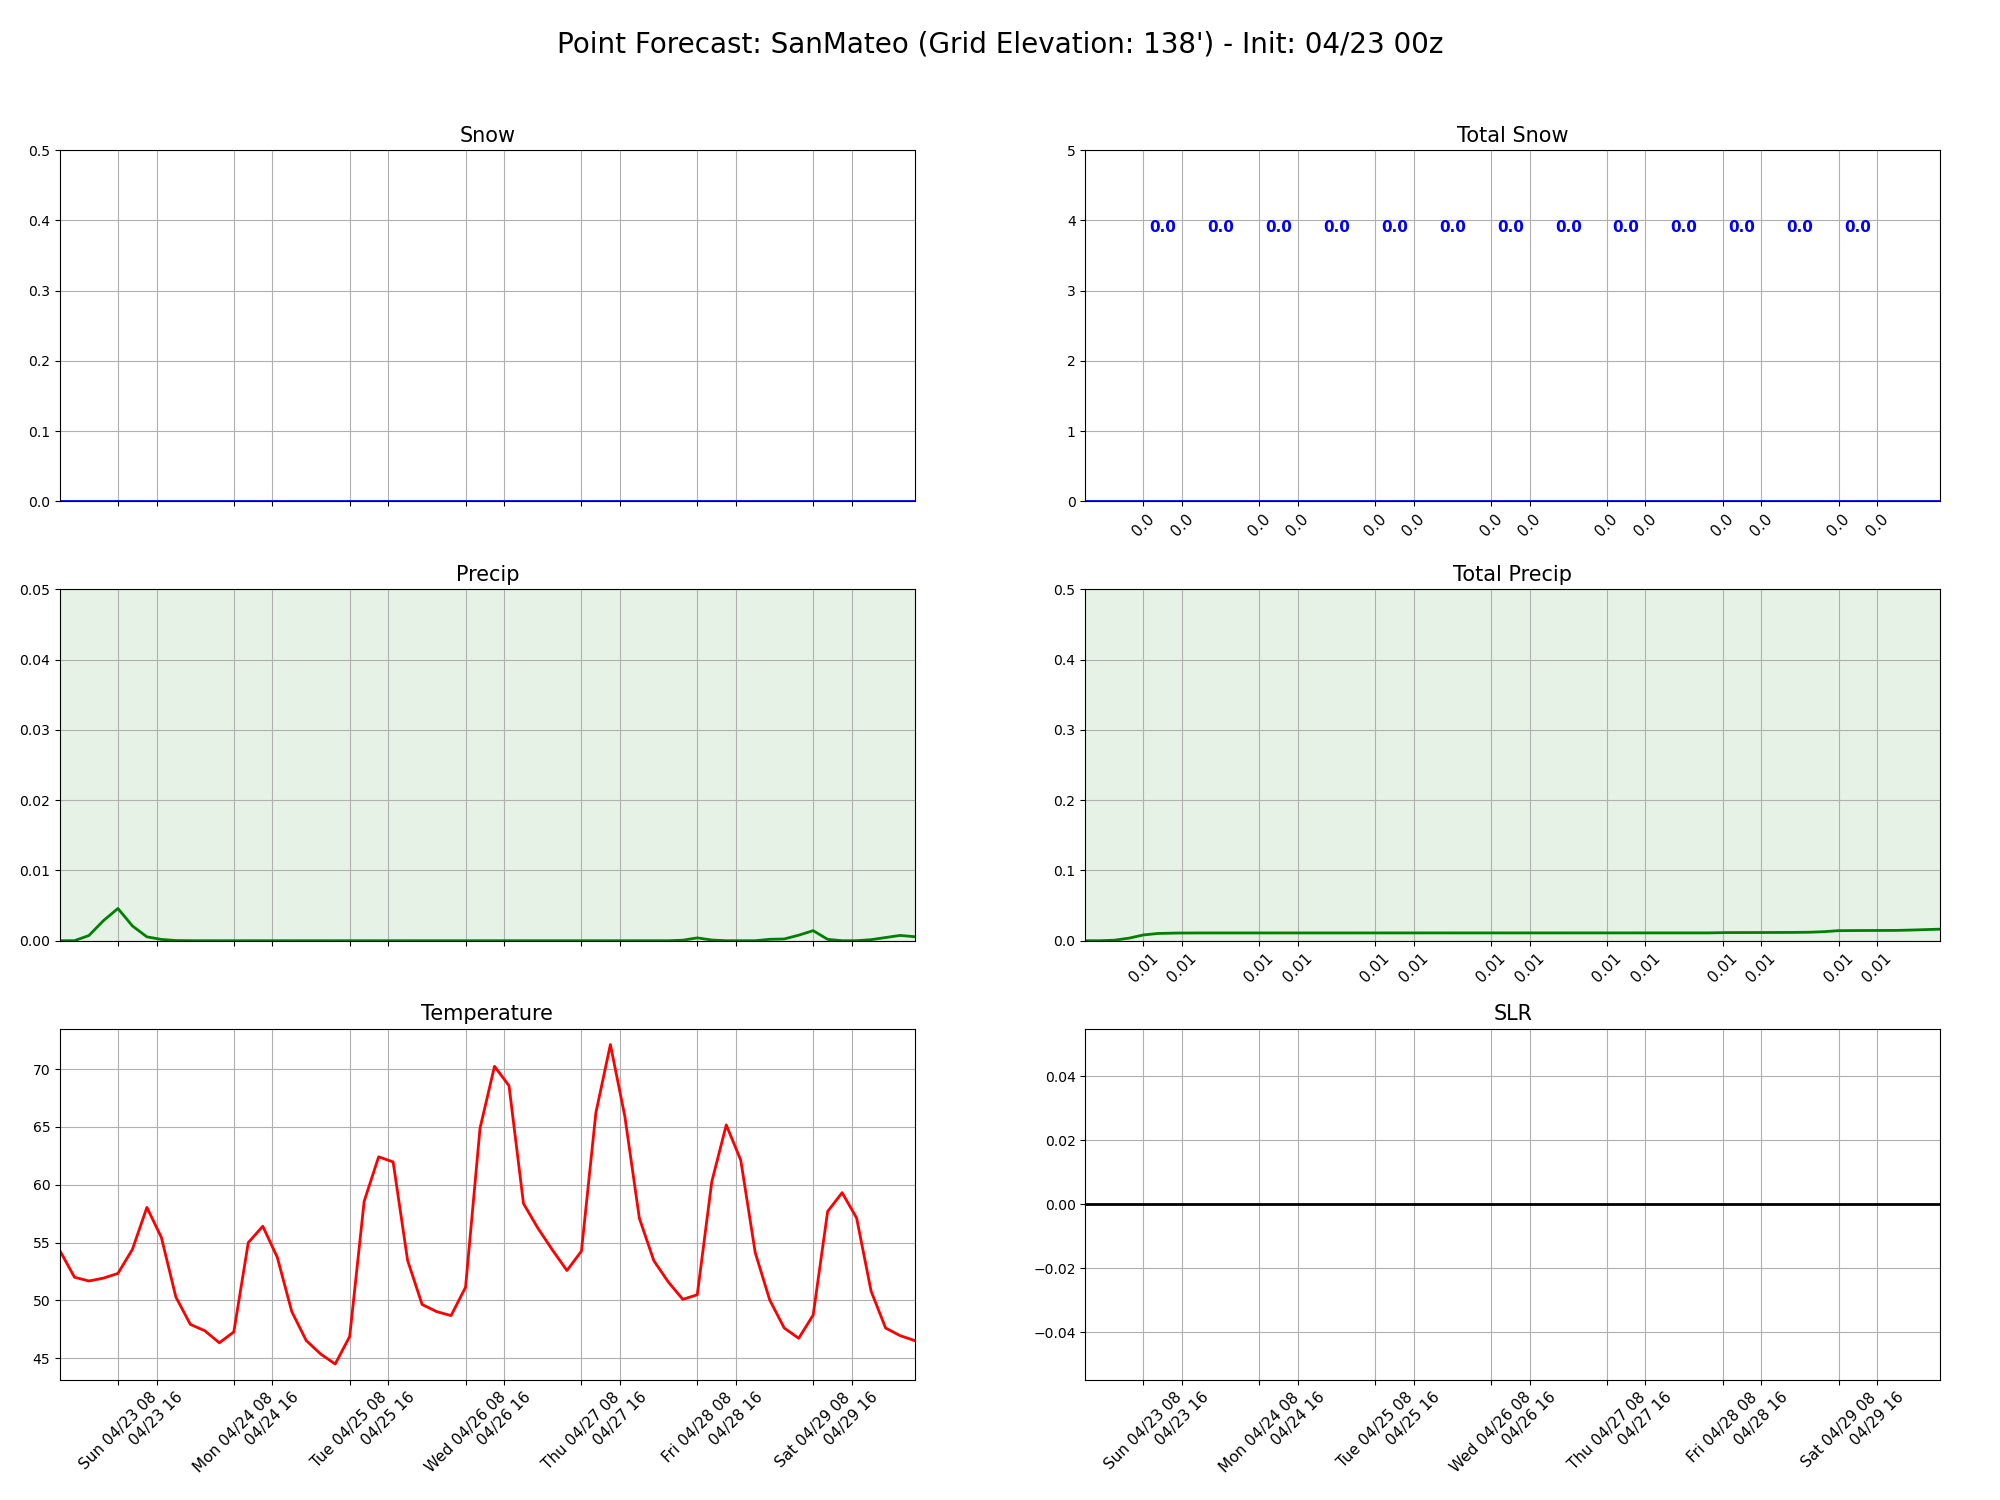 Point Forecast: SanMateo (Grid Elevation: 138') - Init: 04/23 00z
Snow
0.5
0.4
0.3
0.2
0.1
0.0
Total Snow
5
4
3
2
1
0
0.0 0.0 0.0 0.0 0.0 0.0 0.0 0.0 0.0 0.0 0.0 0.0 0.0
0.0 0.0 0.0 0.0 0.0 0.0 0.0 0.0 0.0 0.0 0.0 0.0 0.0 0.0
Precip
0.05
0.04
0.03
0.02
0.01
0.00
Total Precip
0.5
0.4
0.3
0.2
0.1
0.0
0.01 0.01 0.01 0.01 0.01 0.01 0.01 0.01 0.01 0.01 0.01 0.01 0.01 0.01
Temperature
70
65
60
55
50
45
Sun 04/23 08
04/23 16
Mon 04/24 08
04/24 16
Tue 04/25 08
04/25 16
Wed 04/26 08
04/26 16
Thu 04/27 08
04/27 16
Fri 04/28 08
04/28 16
Sat 04/29 08
04/29 16
SLR
0.04
0.02
0.00
−0.02
−0.04
Sun 04/23 08
04/23 16
Mon 04/24 08
04/24 16
Tue 04/25 08
04/25 16
Wed 04/26 08
04/26 16
Thu 04/27 08
04/27 16
Fri 04/28 08
04/28 16
Sat 04/29 08
04/29 16